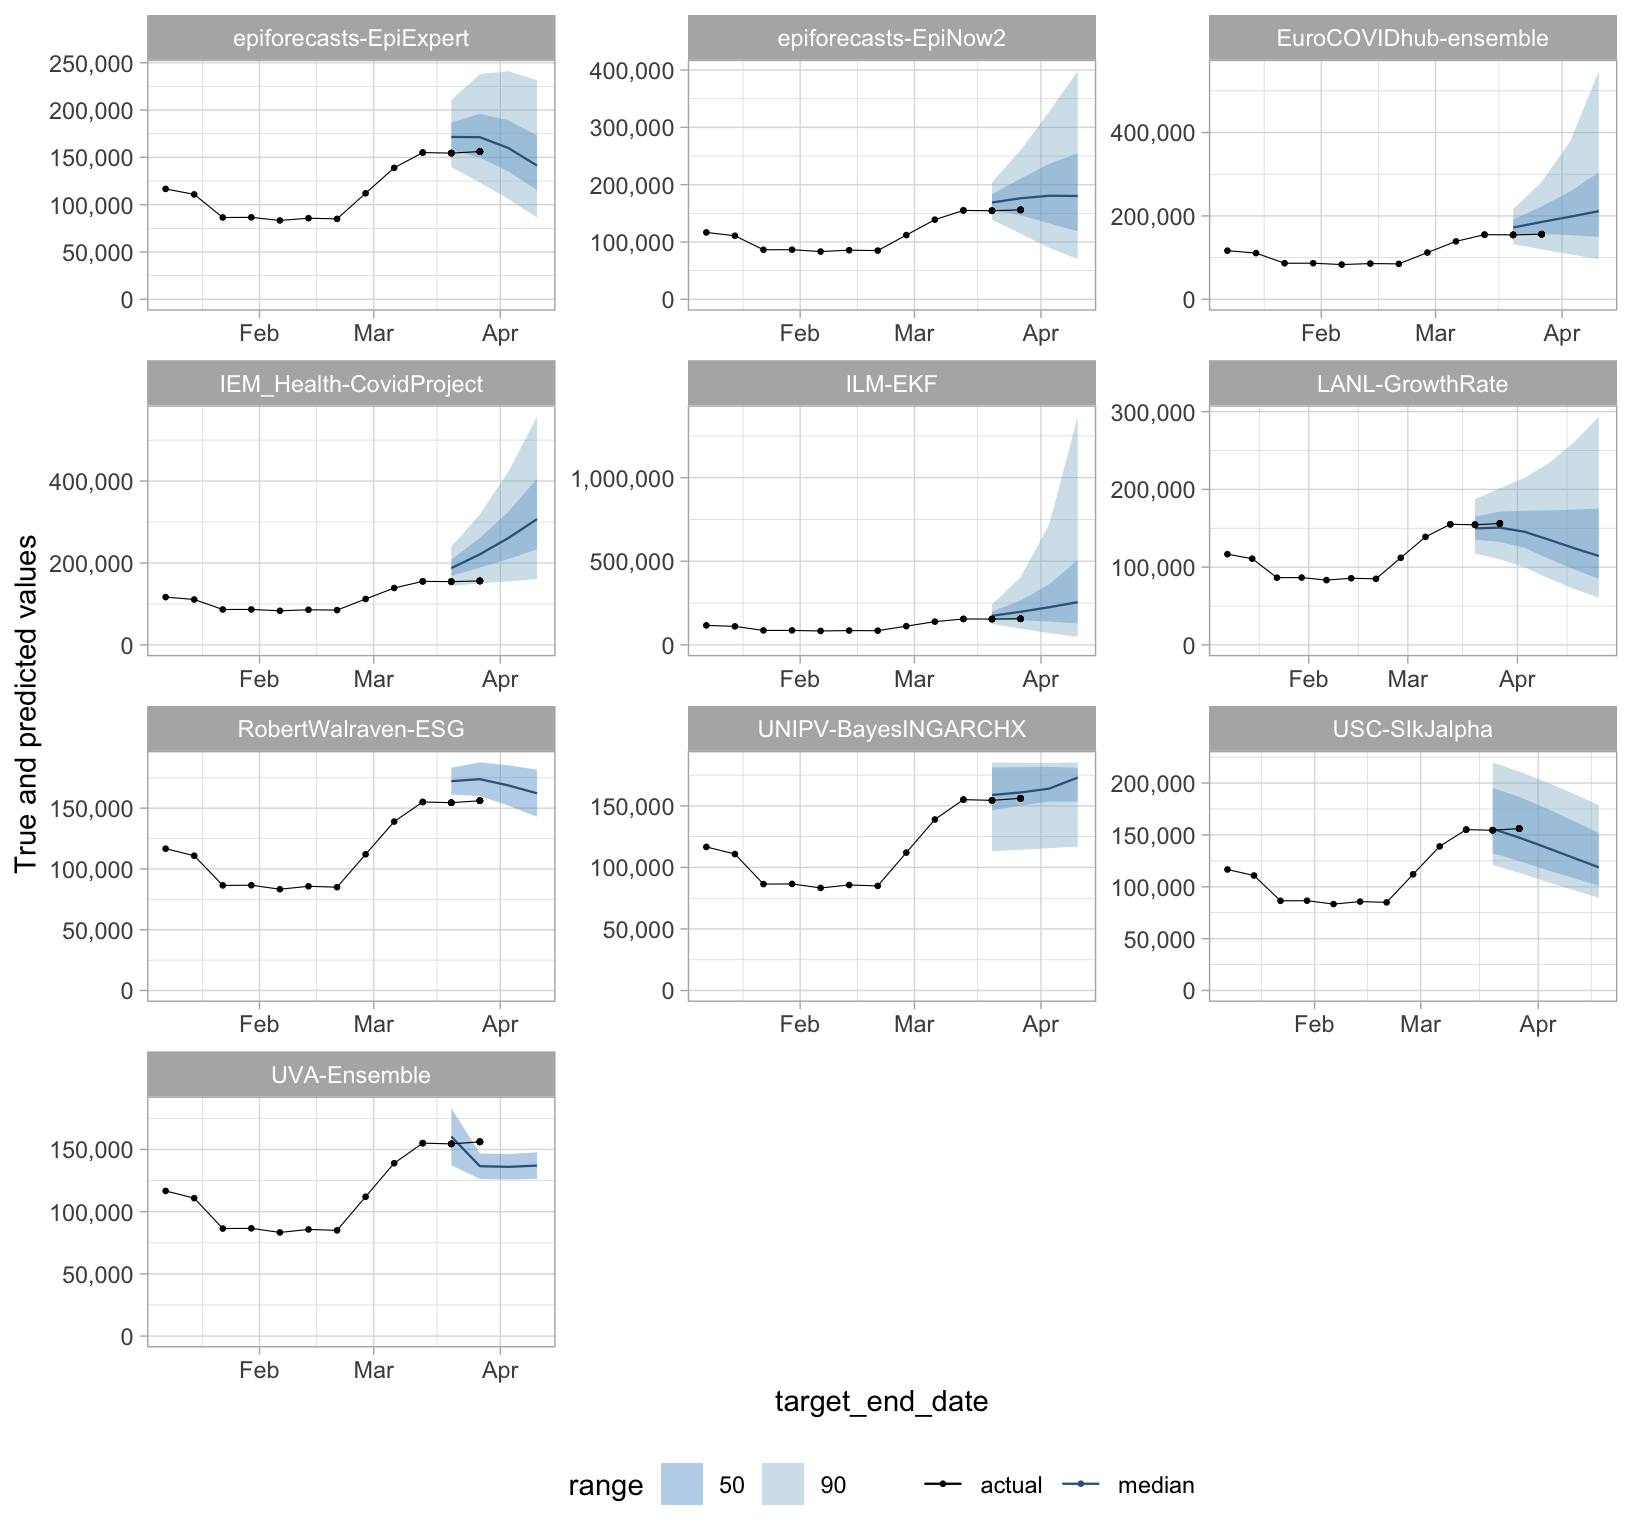 epiforecasts-EpiExpert
epiforecasts-EpiNow2
EuroCOVIDhub-ensemble
250,000
200,000
150,000
100,000
50,000
0
400,000
300,000
200,000
100,000
0
400,000
200,000
0
Feb Mar Apr
Feb Mar Apr
Feb Mar Apr
IEM_Health-CovidProject
ILM-EKF
LANL-GrowthRate
400,000
200,000
0
1,000,000
500,000
0
300,000
200,000
100,000
0
Feb Mar Apr
Feb Mar Apr
Feb Mar Apr
True and predicted values
RobertWalraven-ESG
UNIPV-BayesINGARCHX
USC-SIkJalpha
150,000
100,000
50,000
0
150,000
100,000
50,000
0
200,000
150,000
100,000
50,000
0
Feb Mar Apr
Feb Mar Apr
Feb Mar Apr
UVA-Ensemble
150,000
100,000
50,000
0
Feb Mar Apr
target_end_date
range 50 90 actual median